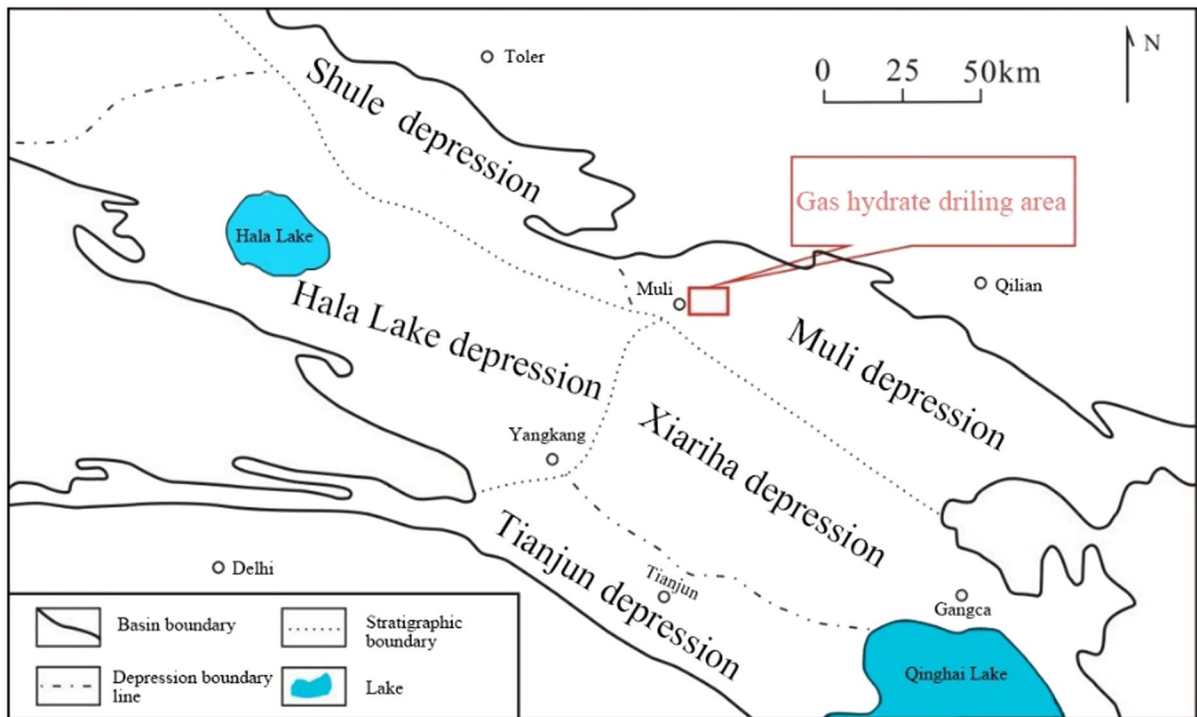 Toler
N
0 25 50km
Shule depression
Gas hydrate driling area
Hala Lake
Muli
Qilian
Hala Lake depression
Muli depression
Yangkang
Xiariha depression
Tianjun depression
Delhi
Tianjun
Gangca
Qinghai Lake
Basin boundary
Stratigraphic
boundary
Depression boundary
line
Lake